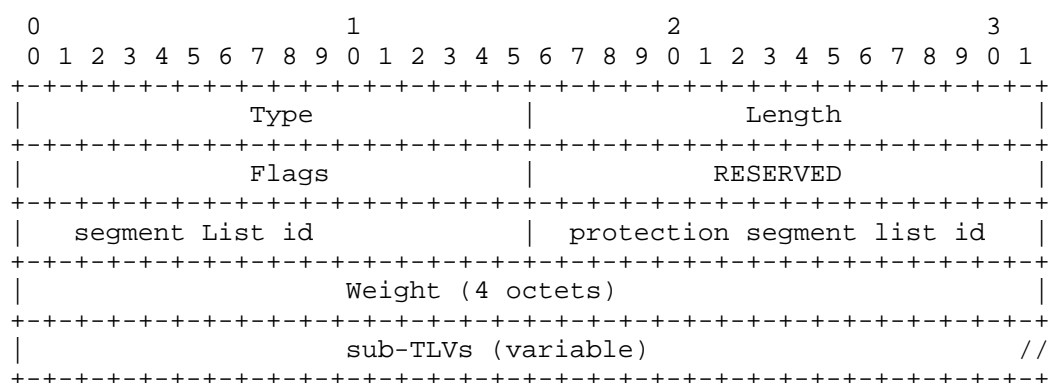 0                   1                   2                   3
 0 1 2 3 4 5 6 7 8 9 0 1 2 3 4 5 6 7 8 9 0 1 2 3 4 5 6 7 8 9 0 1
+-+-+-+-+-+-+-+-+-+-+-+-+-+-+-+-+-+-+-+-+-+-+-+-+-+-+-+-+-+-+-+-+
|              Type             |             Length            |
+-+-+-+-+-+-+-+-+-+-+-+-+-+-+-+-+-+-+-+-+-+-+-+-+-+-+-+-+-+-+-+-+
|              Flags            |           RESERVED            |
+-+-+-+-+-+-+-+-+-+-+-+-+-+-+-+-+-+-+-+-+-+-+-+-+-+-+-+-+-+-+-+-+
|   segment List id             |  protection segment list id   |
+-+-+-+-+-+-+-+-+-+-+-+-+-+-+-+-+-+-+-+-+-+-+-+-+-+-+-+-+-+-+-+-+
|                    Weight (4 octets)                          |
+-+-+-+-+-+-+-+-+-+-+-+-+-+-+-+-+-+-+-+-+-+-+-+-+-+-+-+-+-+-+-+-+
|                    sub-TLVs (variable)                       //
+-+-+-+-+-+-+-+-+-+-+-+-+-+-+-+-+-+-+-+-+-+-+-+-+-+-+-+-+-+-+-+-+